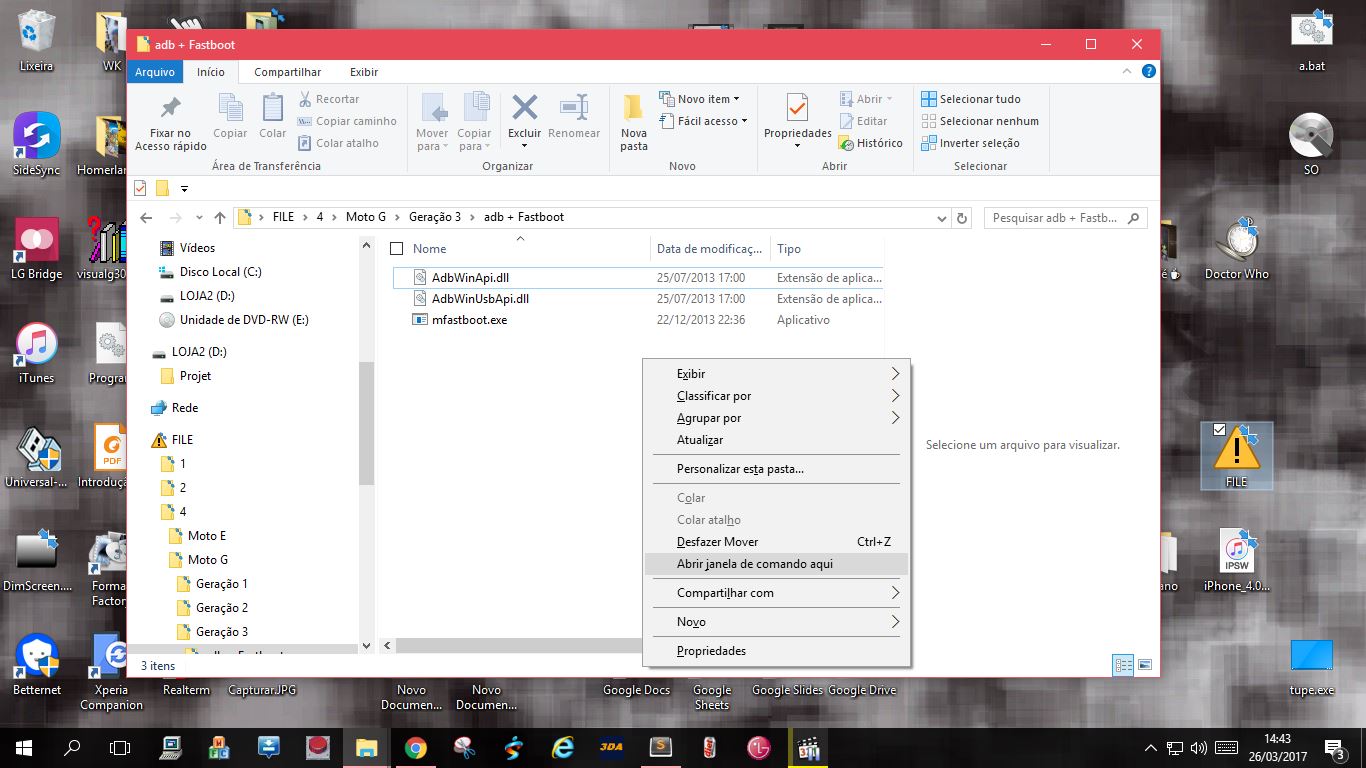 Lixeira
WK
a.bat
adb + Fastboot
Arquivo
Início
Compartilhar
Exibir
Fixar no
Acesso rápido
Copiar
Colar
Recortar
Copiar caminho
Colar atalho
Mover
para
Copiar
para
Excluir
Renomear
Nova
pasta
Novo item
Fácil acesso
Propriedades
Abrir
Editar
Histórico
Selecionar tudo
Selecionar nenhum
Inverter seleção
Área de Transferência
Organizar
Novo
Abrir
Selecionar
FILE
4
Moto G
Geração 3
adb + Fastboot
Pesquisar adb + Fastb...
Vídeos
Disco Local (C:)
LOJA2 (D:)
Unidade de DVD-RW (E:)
LOJA2 (D:)
Projet
Rede
FILE
1
2
4
Moto E
Moto G
Geração 1
Geração 2
Geração 3
Nome
Data de modificaç...
Tipo
AdbWinApi.dll
25/07/2013 17:00
Extensão de aplica...
AdbWinUsbApi.dll
25/07/2013 17:00
Extensão de aplica...
mfastboot.exe
22/12/2013 22:36
Aplicativo
Selecione um arquivo para visualizar.
Exibir
Classificar por
Agrupar por
Atualizar
Personalizar esta pasta...
Colar
Colar atalho
Desfazer Mover
Ctrl+Z
Abrir janela de comando aqui
Compartilhar com
Novo
Propriedades
3 itens
SideSync
Homerlan
SO
LG Bridge
visualg30
Doctor Who
iTunes
Progra
Universal-...
PDF
Introduçã
FILE
DimScreen....
Forma
Factor
IPSW
iPhone_4.0...
Betternet
Xperia
Companion
Realterm
Capturar.JPG
Novo
Documen...
Novo
Documen...
Google Docs
Google
Sheets
Google Slides
Google Drive
tupe.exe
3DA
14:43
26/03/2017
3